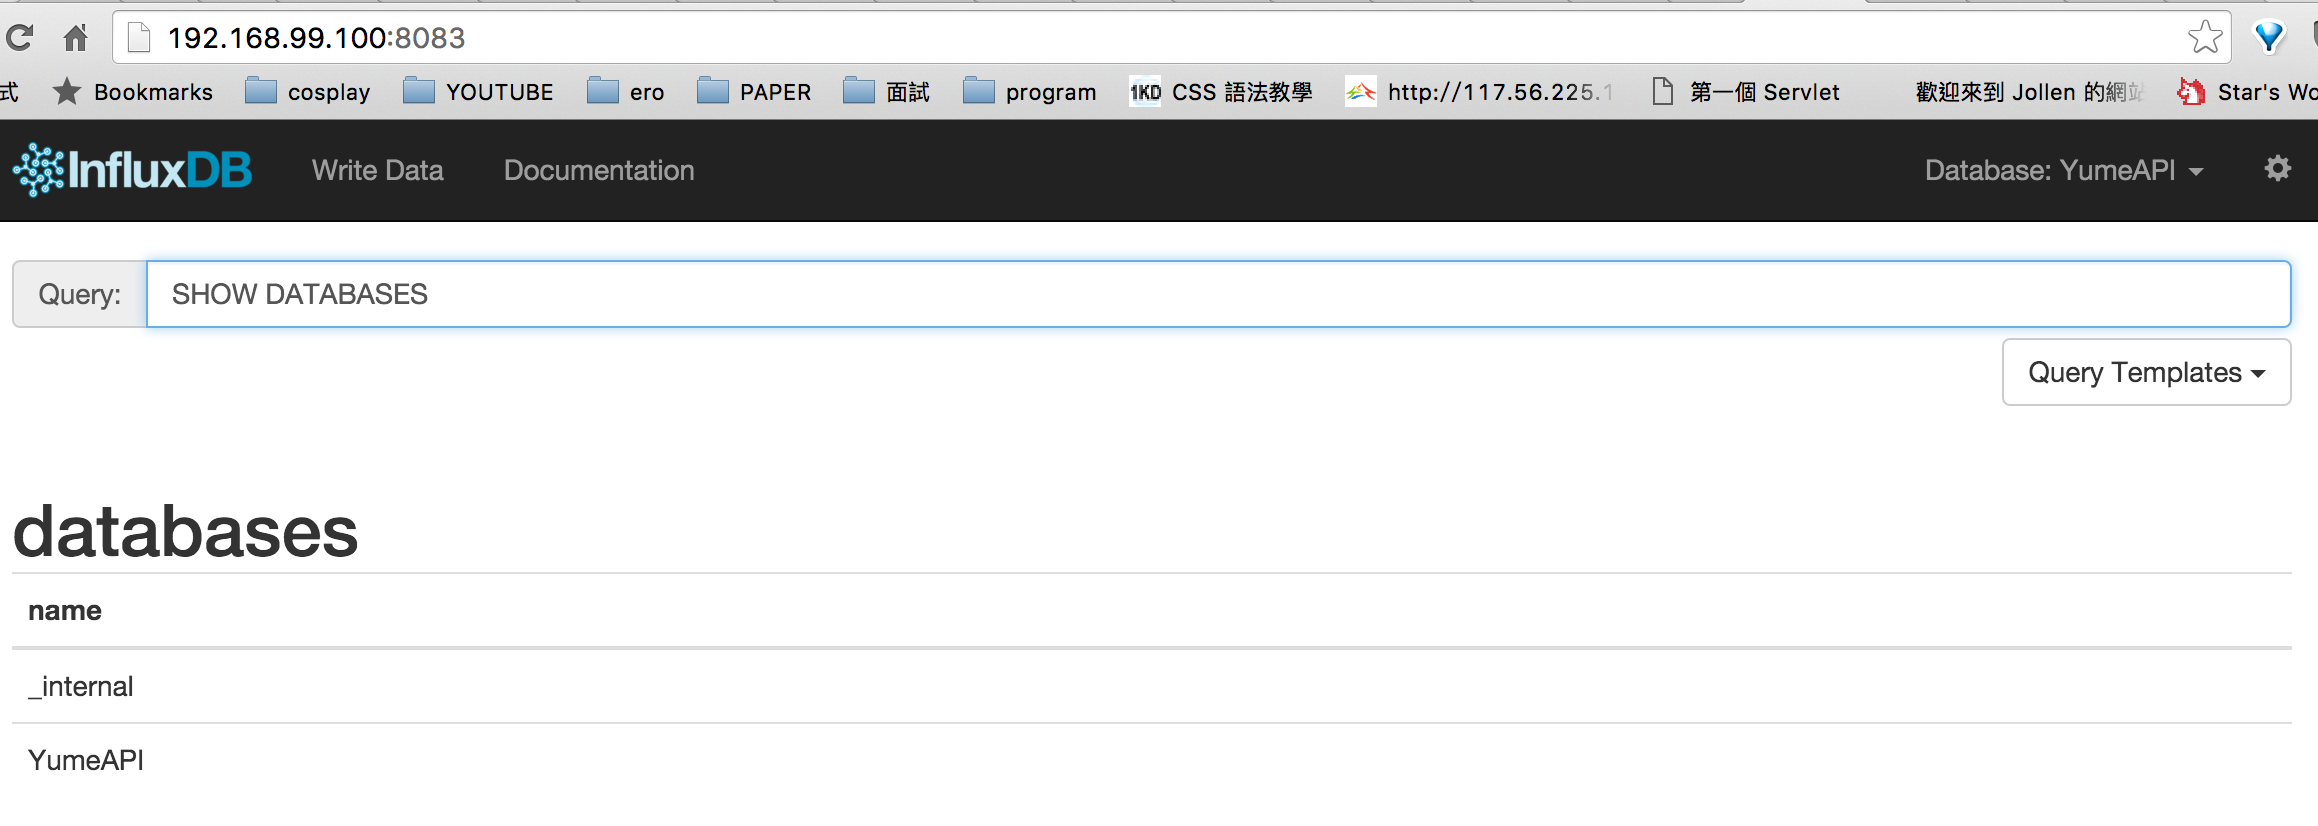 192.168.99.100:8083
式 Bookmarks cosplay YOUTUBE ero PAPER 面試 program 1KD CSS 語法教學 http://117.56.225.1 第一個 Servlet 歡迎來到 Jollen 的網站 Star's Wo
InfluxDB Write Data Documentation Database: YumeAPI
Query: SHOW DATABASES
Query Templates
databases
name
_internal
YumeAPI